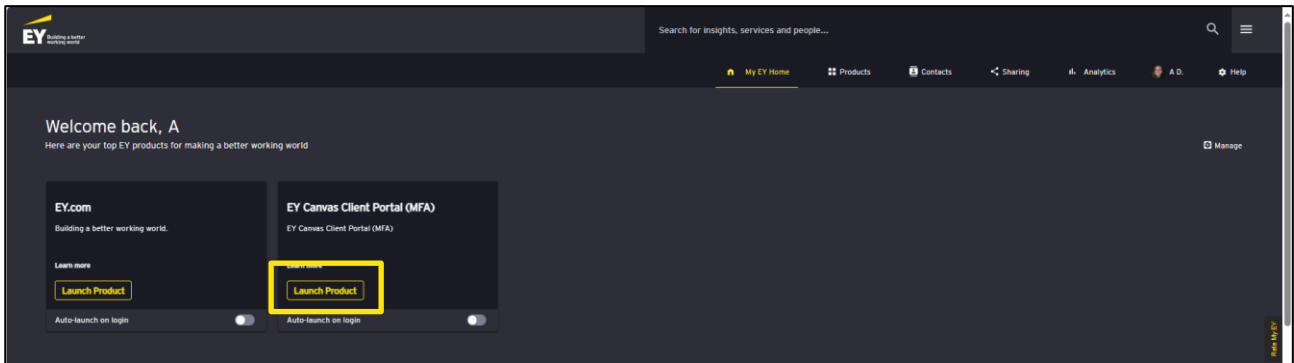 EY Building a better
working world
Search for insights, services and people...
My EY Home Products Contacts Sharing Analytics A D. Help
Welcome back, A
Here are your top EY products for making a better working world
Manage
EY.com
Building a better working world.
Learn more
Launch Product
Auto-launch on login
EY Canvas Client Portal (MFA)
EY Canvas Client Portal (MFA)
Learn more
Launch Product
Auto-launch on login
Rate My EY